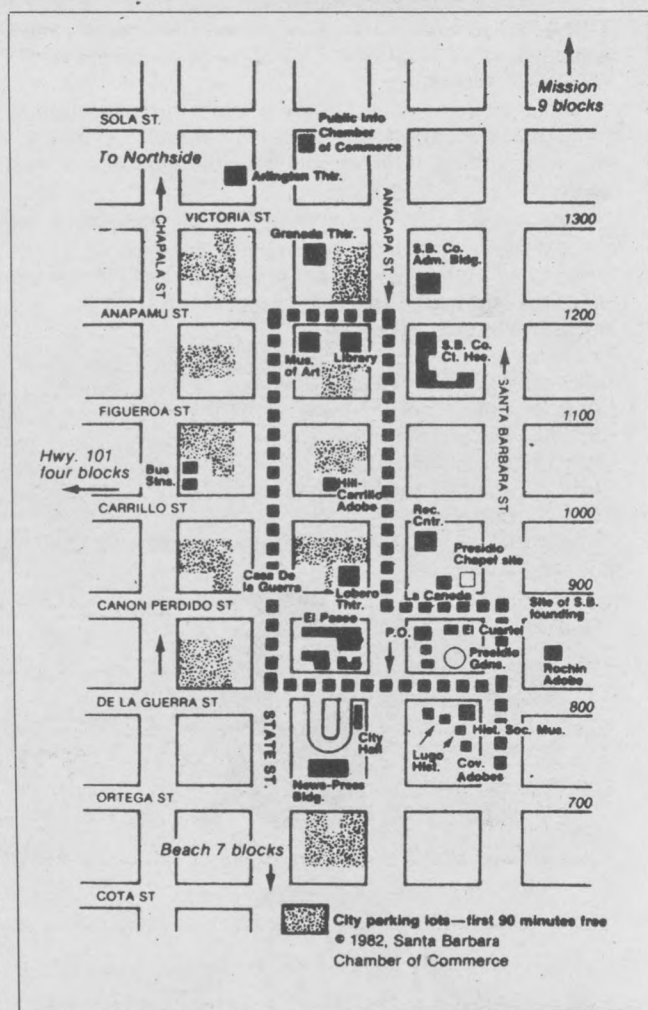 Mission
9 blocks
SOLA ST.
Public Info
Chamber
of Commerce
To Northside
Arlington Thtr.
CHAPALA ST
VICTORIA ST.
ANACAPA ST.
1300
Granada Thtr.
S.B. Co.
Adm. Bldg.
ANAPAMU ST.
1200
Mus.
of Art
Library
S.B. Co.
Ct. Hse.
SANTA BARBARA ST
FIGUEROA ST.
1100
Hwy. 101
four blocks
Bus
Stns.
Hill-
Carrillo
Adobe
CARRILLO ST
1000
Rec.
Cntr.
Presidio
Chapel site
Casa De
la Guerra
Lobero
Thtr.
La Caneda
900
CANON PERDIDO ST
Site of S.B.
founding
El Paseo
P.O.
El Cuartel
Presidio
Gdns.
Rochin
Adobe
DE LA GUERRA ST.
800
STATE ST.
City
Hall
Lugo
Hist.
Hist. Soc. Mus.
Cov.
Adobes
News-Press
Bldg.
ORTEGA ST
700
Beach 7 blocks
COTA ST
City parking lots—first 90 minutes free
© 1982, Santa Barbara
Chamber of Commerce